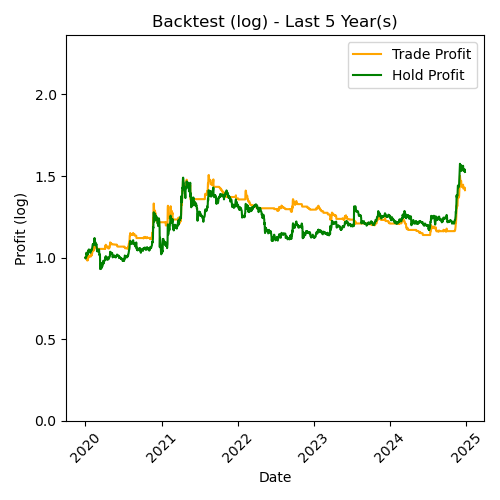 Backtest (log) - Last 5 Year(s)
Trade Profit
Hold Profit
Profit (log)
2.0
1.5
1.0
0.5
0.0
2020
2021
2022
2023
2024
2025
Date